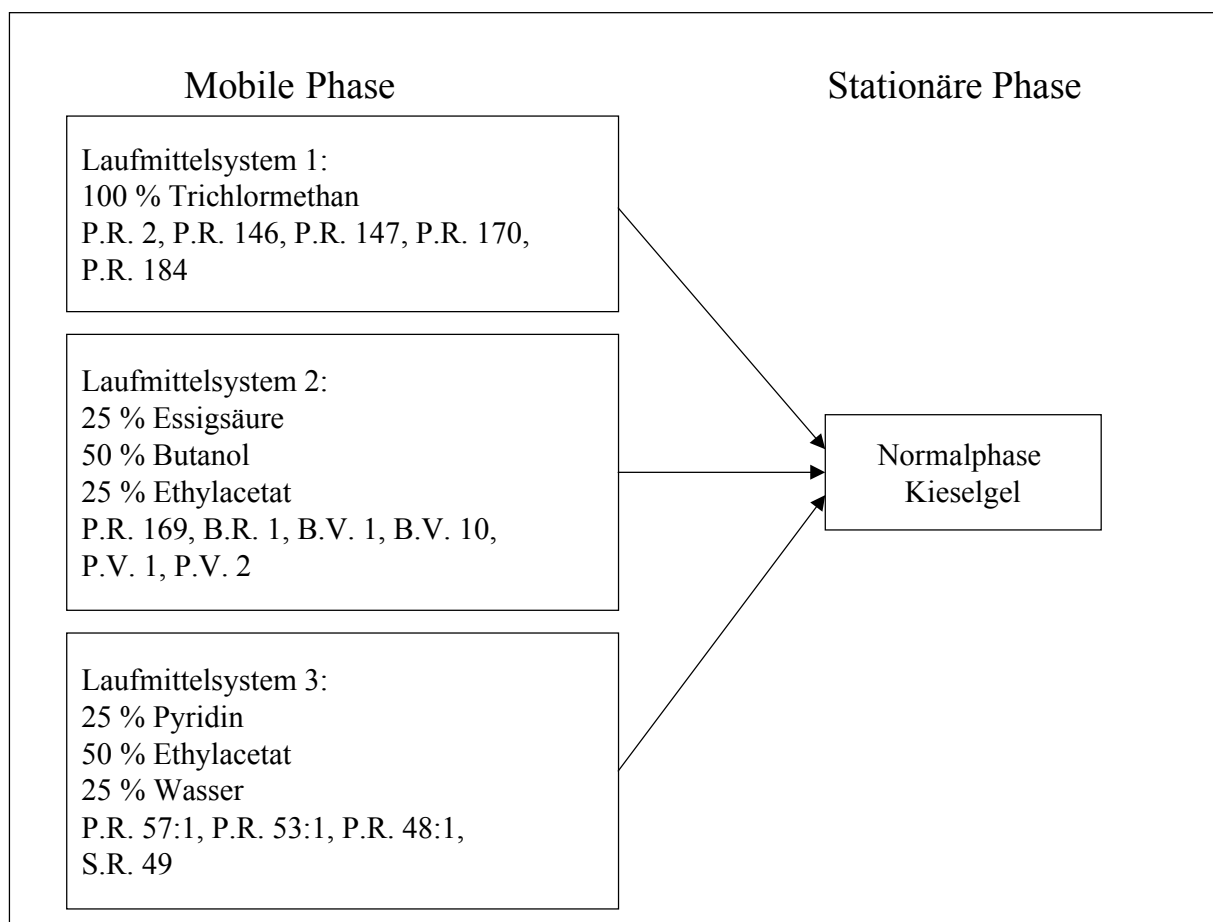 Mobile Phase
Stationäre Phase
Laufmittelsystem 1:
100 % Trichlormethan
P.R. 2, P.R. 146, P.R. 147, P.R. 170,
P.R. 184
Laufmittelsystem 2:
25 % Essigsäure
50 % Butanol
25 % Ethylacetat
P.R. 169, B.R. 1, B.V. 1, B.V. 10,
P.V. 1, P.V. 2
Laufmittelsystem 3:
25 % Pyridin
50 % Ethylacetat
25 % Wasser
P.R. 57:1, P.R. 53:1, P.R. 48:1,
S.R. 49
Normalphase
Kieselgel